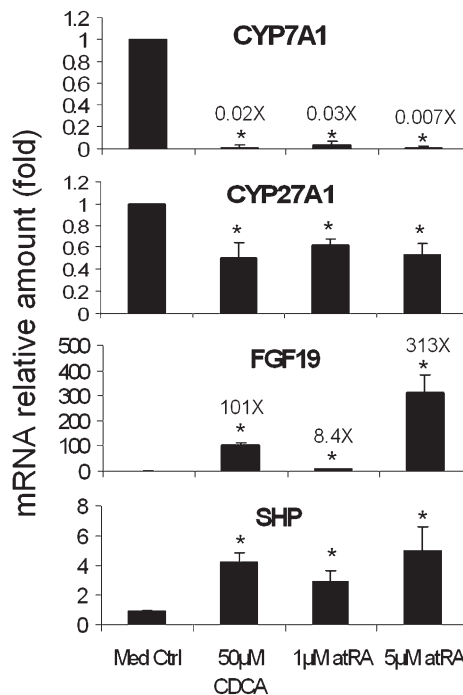 mRNA relative amount (fold)
CYP7A1
1.2
1
0.8
0.6
0.4
0.2
0
0.02X
0.03X
0.007X
*
*
*
CYP27A1
1.2
1
0.8
0.6
0.4
0.2
0
*
*
*
FGF19
500
400
300
200
100
0
101X
8.4X
313X
*
*
*
SHP
8
6
4
2
0
*
*
*
Med Ctrl
50µM
CDCA
1µM atRA
5µM atRA